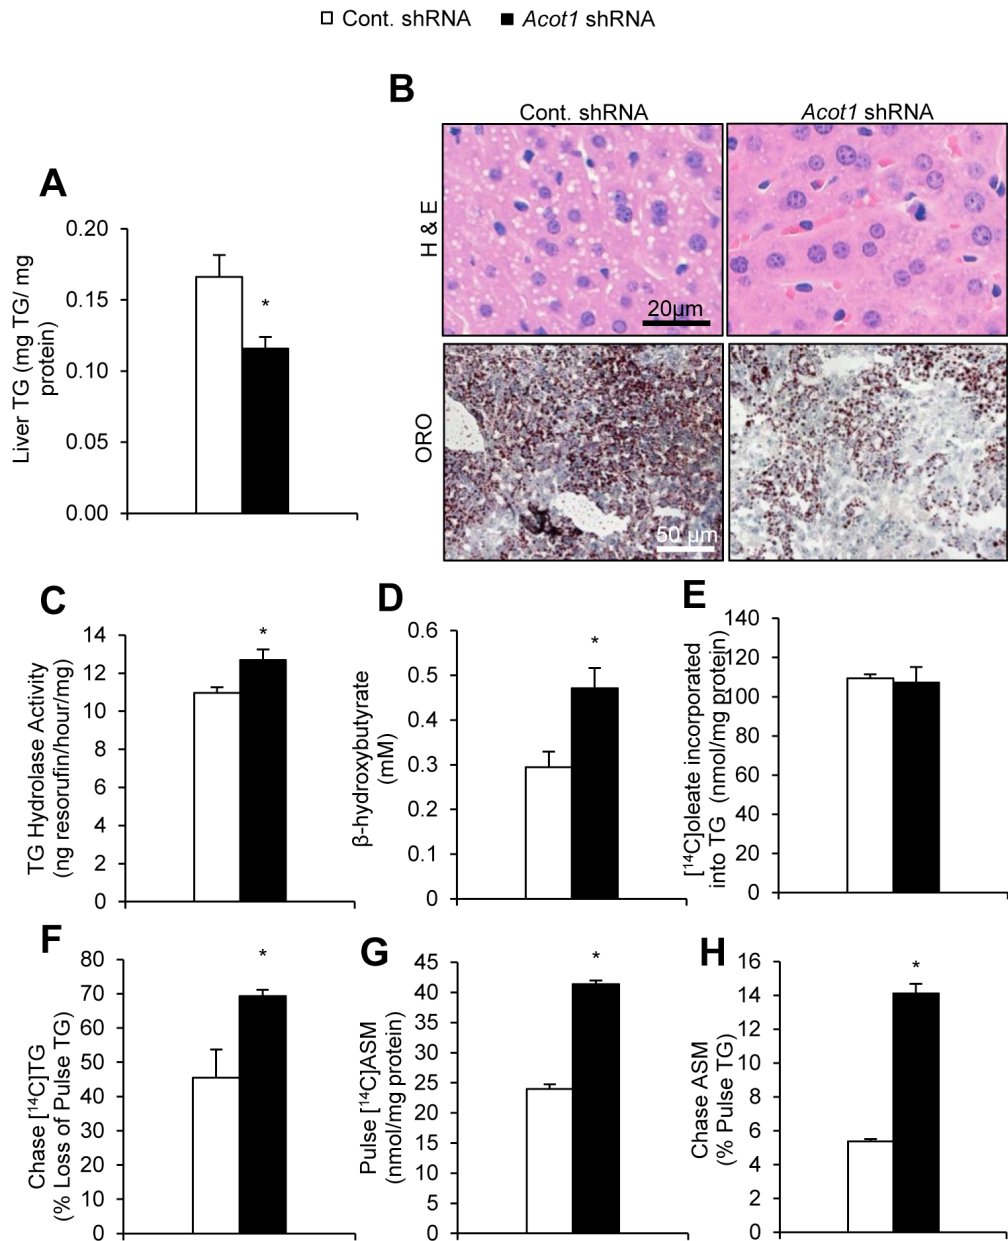 Cont. shRNA Acot1 shRNA
B
Cont. shRNA Acot1 shRNA
H & E
20µm
ORO
50 µm
A
Liver TG (mg TG/ mg
protein)
0.20
0.15
0.10
0.05
0.00
*
C
TG Hydrolase Activity
(ng resorufin/hour/mg)
14
12
10
8
6
4
2
0
*
D
β-hydroxybutyrate
(mM)
0.6
0.5
0.4
0.3
0.2
0.1
0
*
E
[14C]oleate incorporated
into TG (nmol/mg protein)
140
120
100
80
60
40
20
0
F
Chase [14C]TG
(% Loss of Pulse TG)
80
70
60
50
40
30
20
10
0
*
G
Pulse [14C]ASM
(nmol/mg protein)
45
40
35
30
25
20
15
10
5
0
*
H
Chase ASM
(% Pulse TG)
16
14
12
10
8
6
4
2
0
*